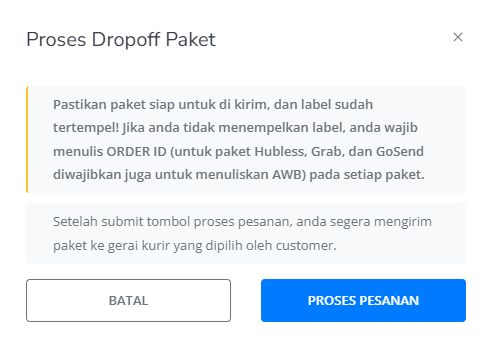 Proses Dropoff Paket
Pastikan paket siap untuk di kirim, dan label sudah
tertempel! Jika anda tidak menempelkan label, anda wajib
menulis ORDER ID (untuk paket Hubless, Grab, dan GoSend
diwajibkan juga untuk menuliskan AWB) pada setiap paket.
Setelah submit tombol proses pesanan, anda segera mengirim
paket ke gerai kurir yang dipilih oleh customer.
BATAL
PROSES PESANAN